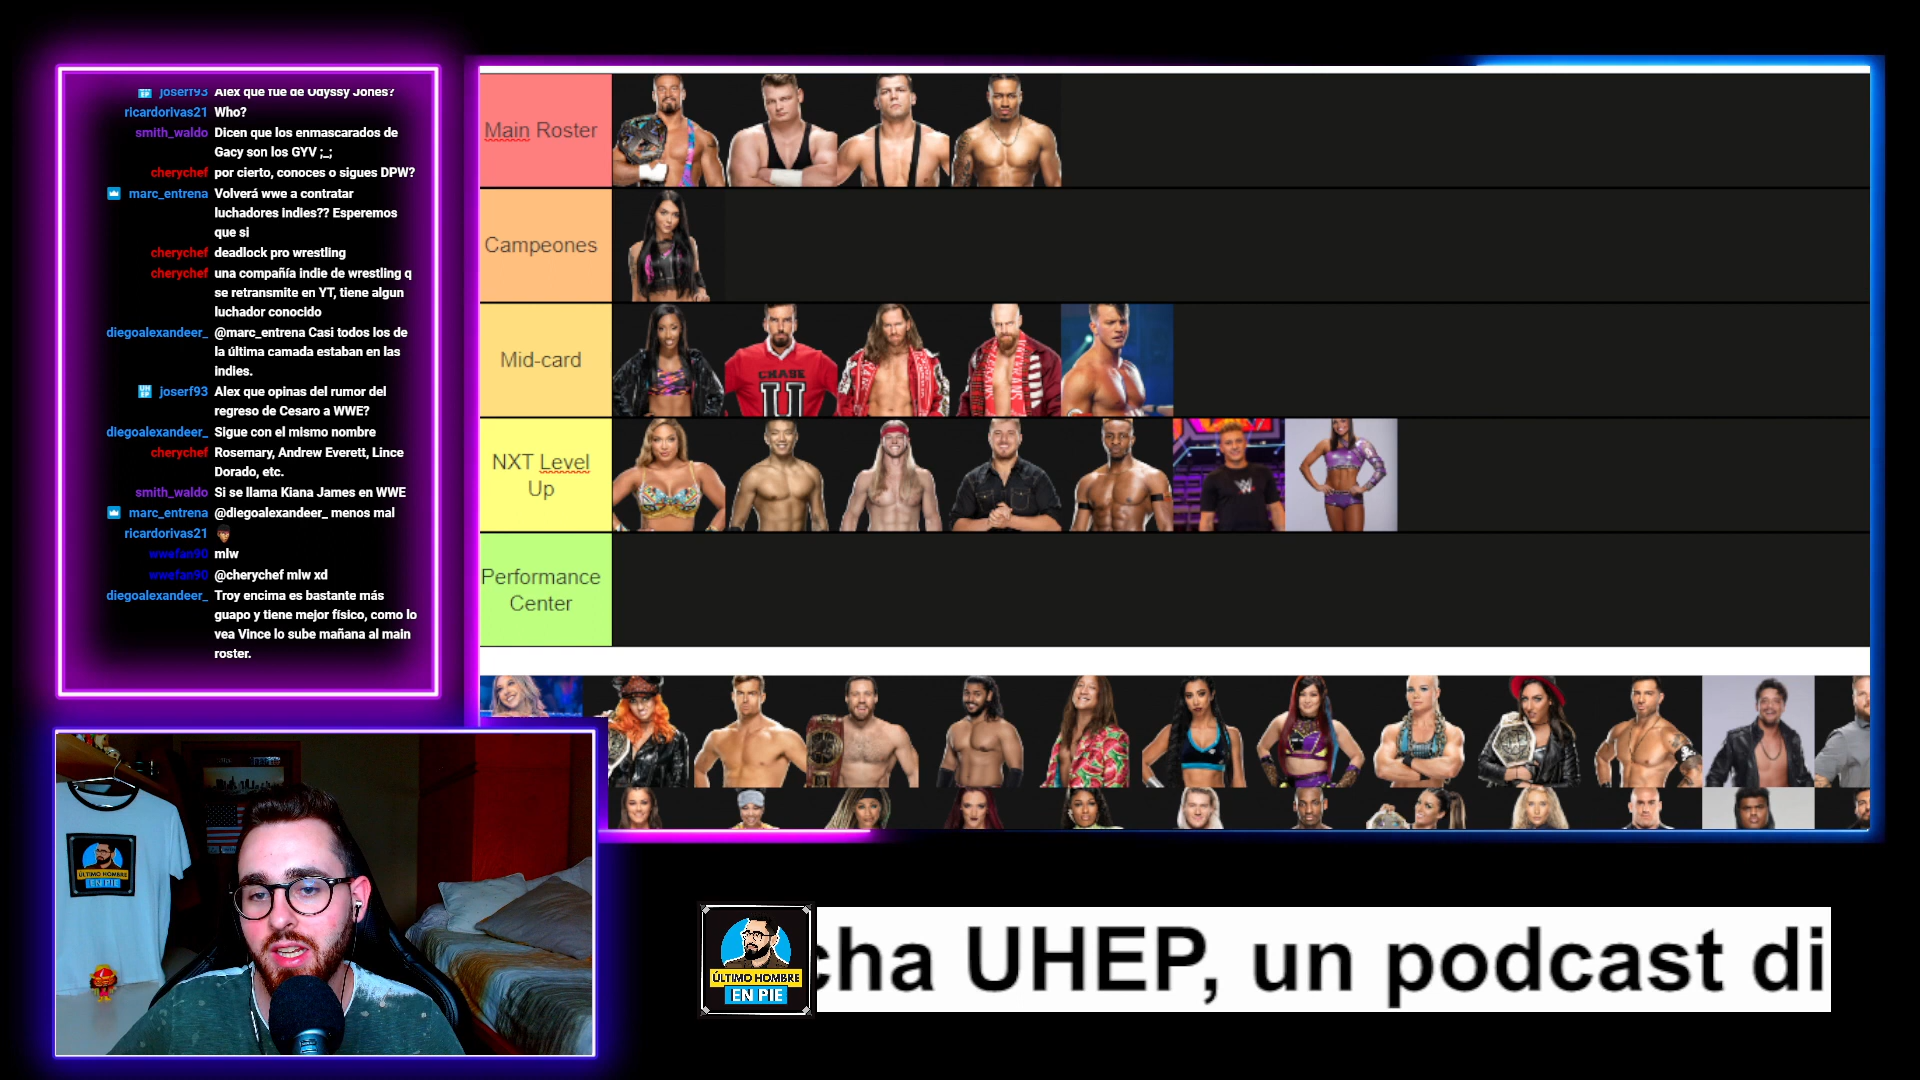 joserf93 Alex que fue de Odyssy Jones?
ricardorivas21 Who?
smith_waldo Dicen que los enmascarados de
Gacy son los GYV ;_;
cherychef por cierto, conoces o sigues DPW?
marc_entrena Volverá wwe a contratar
luchadores indies?? Esperemos
que si
cherychef deadlock pro wrestling
cherychef una compañía indie de wrestling q
se retransmite en YT, tiene algun
luchador conocido
diegoalexandeer_ @marc_entrena Casi todos los de
la última camada estaban en las
indies.
joserf93 Alex que opinas del rumor del
regreso de Cesaro a WWE?
diegoalexandeer_ Sigue con el mismo nombre
cherychef Rosemary, Andrew Everett, Lince
Dorado, etc.
smith_waldo Si se llama Kiana James en WWE
marc_entrena @diegoalexandeer_ menos mal
ricardorivas21
wwefan90 mlw
wwefan90 @cherychef mlw xd
diegoalexandeer_ Troy encima es bastante más
guapo y tiene mejor físico, como lo
vea Vince lo sube mañana al main
roster.
Main Roster
Campeones
Mid-card
CHASE
U
NXT Level
Up
Performance
Center
ÚLTIMO HOMBRE
EN PIE
ÚLTIMO HOMBRE
EN PIE
cha UHEP, un podcast di